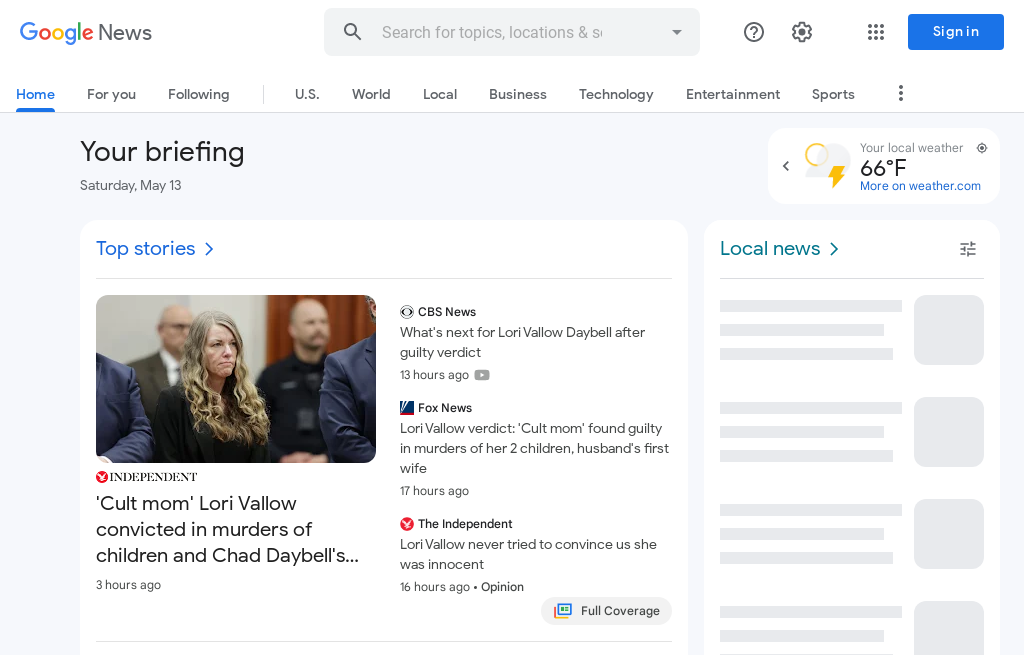 Google News
Search for topics, locations & s
Sign in
Home
For you
Following
U.S.
World
Local
Business
Technology
Entertainment
Sports
Your briefing
Saturday, May 13
Your local weather
66°F
More on weather.com
Top stories
INDEPENDENT
'Cult mom' Lori Vallow
convicted in murders of
children and Chad Daybell's...
3 hours ago
CBS News
What's next for Lori Vallow Daybell after
guilty verdict
13 hours ago
Fox News
Lori Vallow verdict: 'Cult mom' found guilty
in murders of her 2 children, husband's first
wife
17 hours ago
The Independent
Lori Vallow never tried to convince us she
was innocent
16 hours ago • Opinion
Full Coverage
Local news